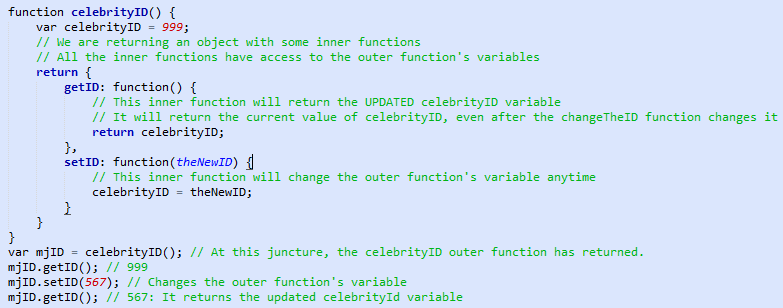 function celebrityID() {
var celebrityID = 999;
// We are returning an object with some inner functions
// All the inner functions have access to the outer function's variables
return {
getID: function() {
// This inner function will return the UPDATED celebrityID variable
// It will return the current value of celebrityID, even after the changeTheID function changes it
return celebrityID;
},
setID: function(theNewID) {
// This inner function will change the outer function's variable anytime
celebrityID = theNewID;
}
}
}
var mjID = celebrityID(); // At this juncture, the celebrityID outer function has returned.
mjID.getID(); // 999
mjID.setID(567); // Changes the outer function's variable
mjID.getID(); // 567: It returns the updated celebrityId variable